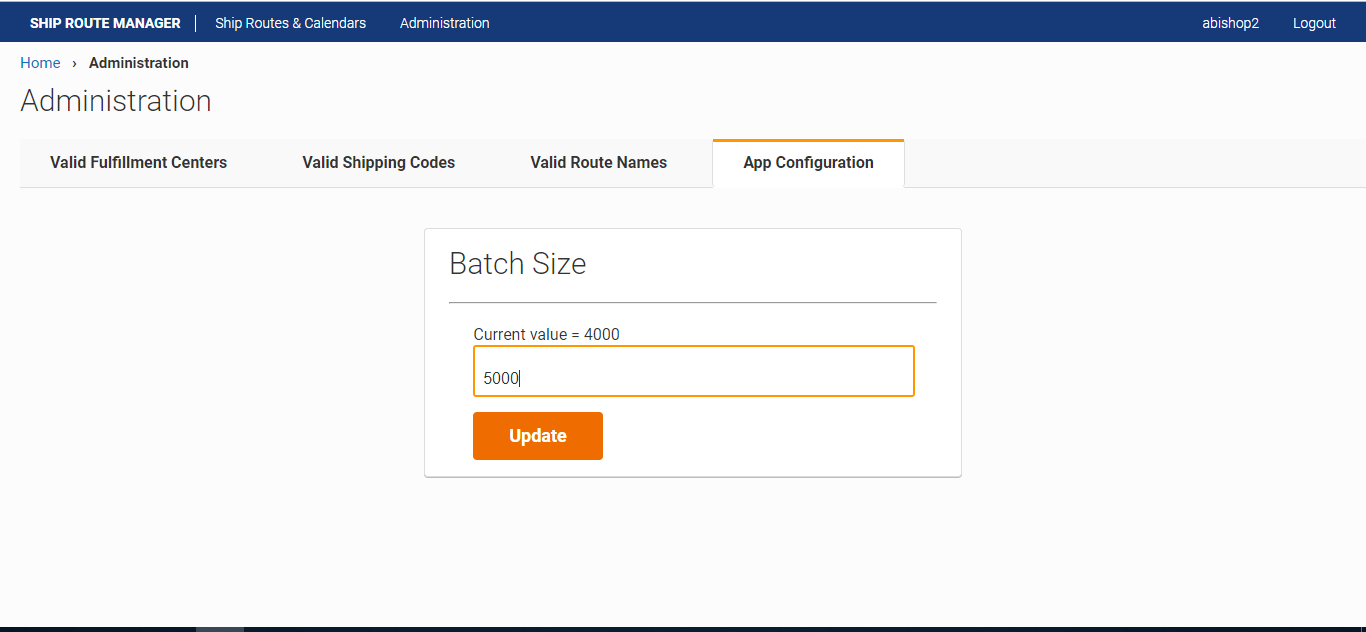 SHIP ROUTE MANAGER Ship Routes & Calendars Administration abishop2 Logout
Home › Administration
Administration
Valid Fulfillment Centers Valid Shipping Codes Valid Route Names App Configuration
Batch Size
Current value = 4000
5000
Update